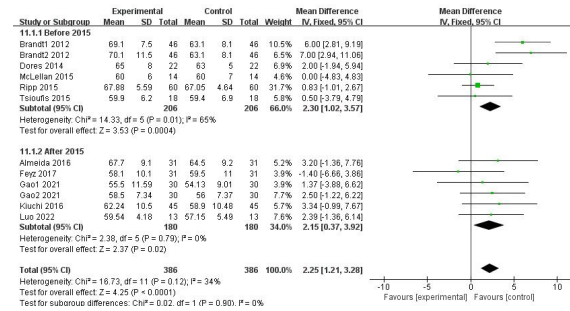 Experimental Control Mean Difference Mean Difference
Study or Subgroup Mean SD Total Mean SD Total Weight IV, Fixed, 95% CI IV, Fixed, 95% CI
11.1.1 Before 2015
Brandt1 2012 69.1 7.5 46 63.1 8.1 46 10.5% 6.00 [2.81, 9.19]
Brandt2 2012 70.1 11.5 46 63.1 8.1 46 6.5% 7.00 [2.94, 11.06]
Dores 2014 65 8 22 63 5 22 6.8% 2.00 [-1.94, 5.94]
McLellan 2015 60 6 14 60 7 14 4.5% 0.00 [-4.83, 4.83]
Ripp 2015 67.88 5.59 60 67.05 4.64 60 31.2% 0.83 [-1.01, 2.67]
Tsioufis 2015 59.9 6.2 18 59.4 6.9 18 5.8% 0.50 [-3.79, 4.79]
Subtotal (95% CI) 206 206 66.0% 2.30 [1.02, 3.57]
Heterogeneity: Chi² = 14.33, df = 5 (P = 0.01); I² = 65%
Test for overall effect: Z = 3.53 (P = 0.0004)
11.1.2 After 2015
Almeida 2016 67.7 9.1 31 64.5 9.2 31 5.1% 3.20 [-1.36, 7.76]
Feyz 2017 58.1 10.1 31 59.5 11 31 3.9% -1.40 [-6.66, 3.86]
Gao1 2021 55.5 11.59 30 54.13 9.01 30 3.9% 1.37 [-3.88, 6.62]
Gao2 2021 58.5 7.34 30 56 7.37 30 7.7% 2.50 [-1.22, 6.22]
Kluchi 2016 62.24 10.5 45 58.9 10.48 45 5.7% 3.34 [-0.99, 7.67]
Luo 2022 59.54 4.18 13 57.15 5.49 13 7.6% 2.39 [-1.36, 6.14]
Subtotal (95% CI) 180 180 34.0% 2.15 [0.37, 3.92]
Heterogeneity: Chi² = 2.38, df = 5 (P = 0.79); I² = 0%
Test for overall effect: Z = 2.37 (P = 0.02)
Total (95% CI) 386 386 100.0% 2.25 [1.21, 3.28]
Heterogeneity: Chi² = 16.73, df = 11 (P = 0.12); I² = 34%
Test for overall effect: Z = 4.25 (P < 0.0001)
Test for subgroup differences: Chi² = 0.02, df = 1 (P = 0.90), I² = 0%
-10 -5 0 5 10
Favours [experimental] Favours [control]